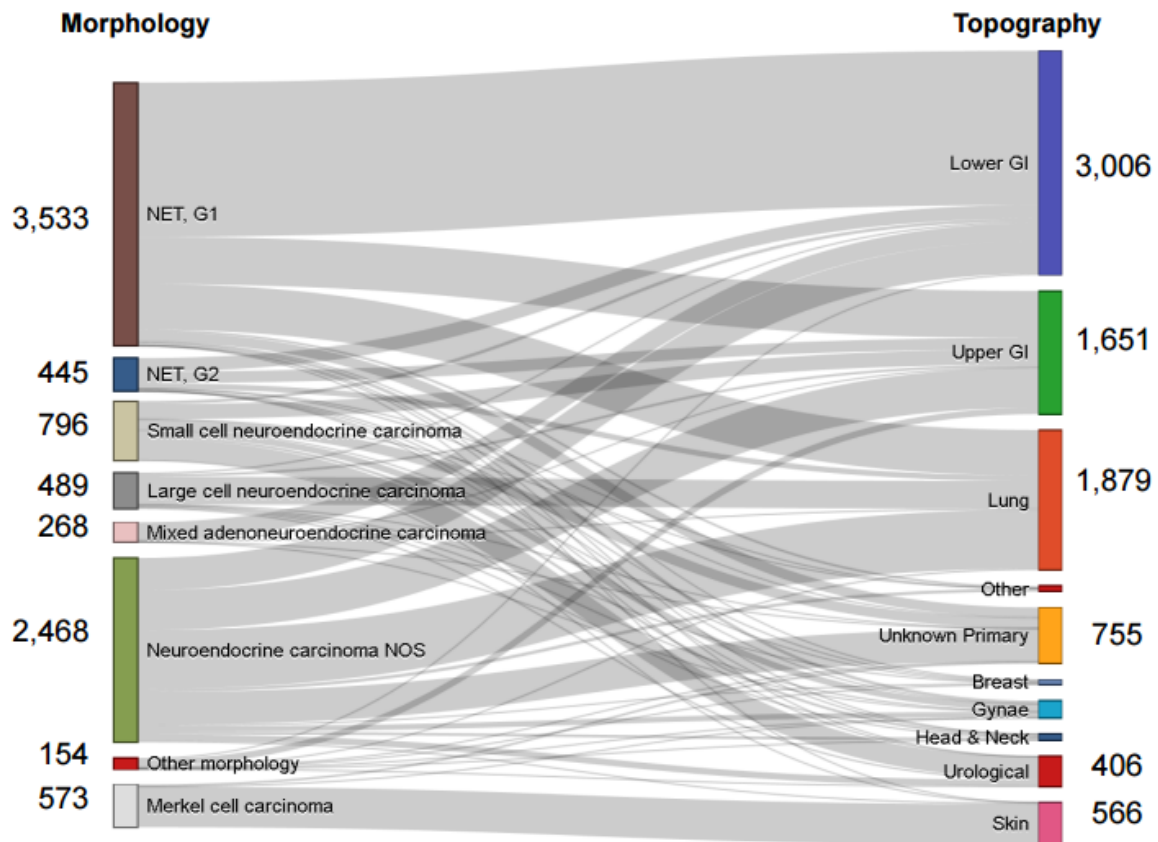 Morphology
Topography
3,533
NET, G1
445
NET, G2
796
Small cell neuroendocrine carcinoma
489
Large cell neuroendocrine carcinoma
268
Mixed adenoneuroendocrine carcinoma
2,468
Neuroendocrine carcinoma NOS
154
Other morphology
573
Merkel cell carcinoma
Lower GI
3,006
Upper GI
1,651
Lung
1,879
Other
Unknown Primary
755
Breast
Gynae
Head & Neck
Urological
406
Skin
566